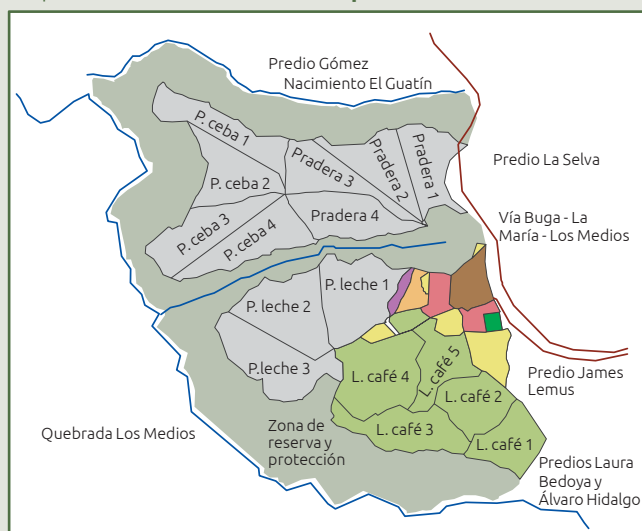 Predio Gómez
Nacimiento El Guatín
P. ceba 1
Pradera 3
Pradera 2
Pradera 1
Predio La Selva
P. ceba 2
P. ceba 3
P. ceba 4
Pradera 4
Vía Buga - La
María - Los Medios
P. leche 1
P. leche 2
P.leche 3
L. café 4
L. café 5
Predio James
Lemus
L. café 2
Zona de
reserva y
protección
L. café 3
L. café 1
Quebrada Los Medios
Predios Laura
Bedoya y
Álvaro Hidalgo